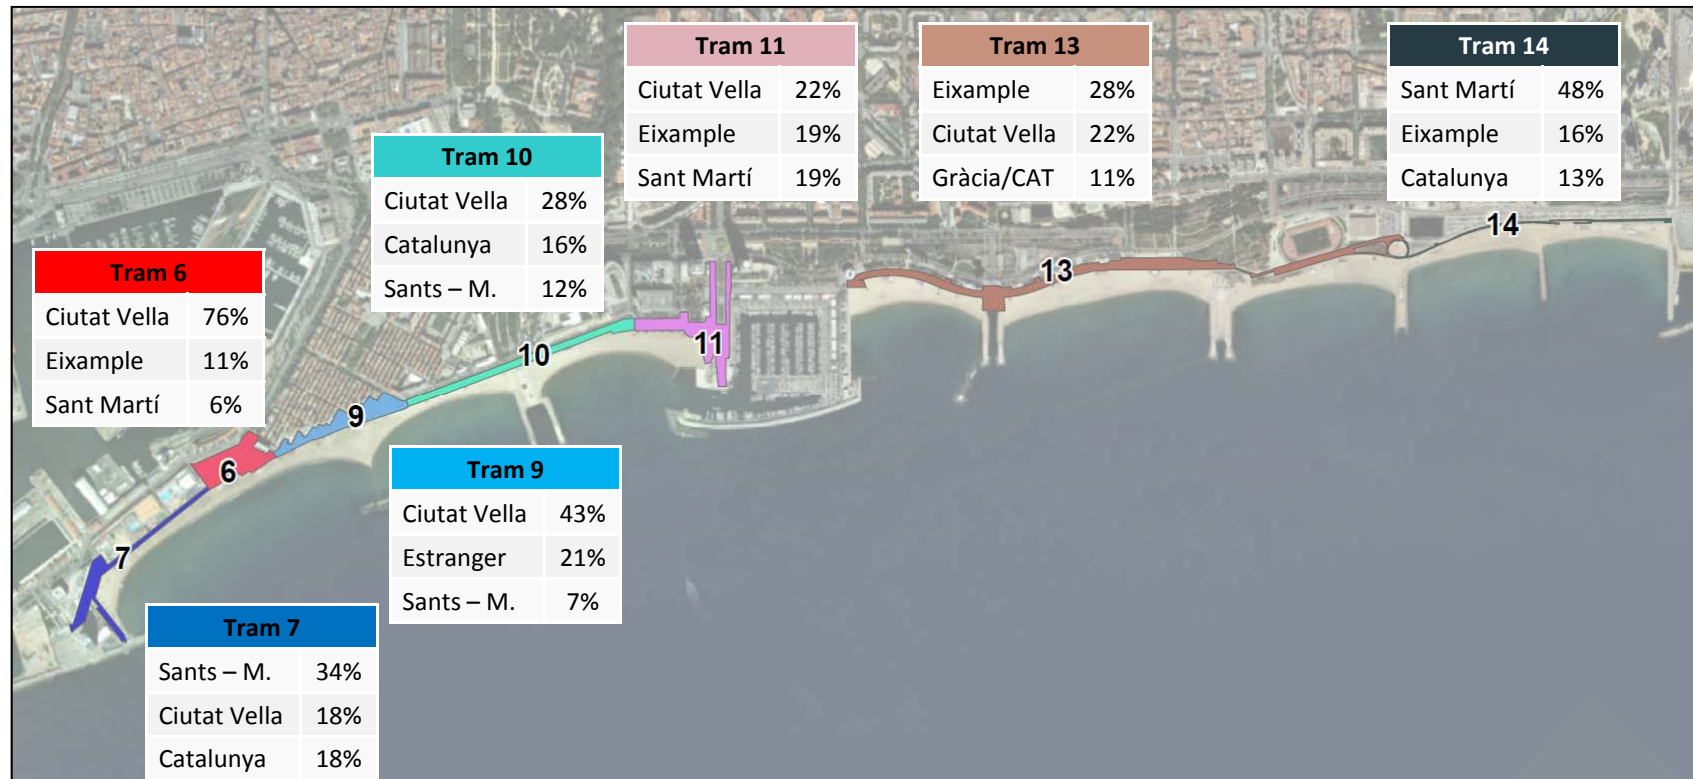 Tram 11
Ciutat Vella 22%
Eixample 19%
Sant Martí 19%
Tram 13
Eixample 28%
Ciutat Vella 22%
Gràcia/CAT 11%
Tram 14
Sant Martí 48%
Eixample 16%
Catalunya 13%
Tram 10
Ciutat Vella 28%
Catalunya 16%
Sants – M. 12%
Tram 6
Ciutat Vella 76%
Eixample 11%
Sant Martí 6%
14
13
11
10
9
6
7
Tram 9
Ciutat Vella 43%
Estranger 21%
Sants – M. 7%
Tram 7
Sants – M. 34%
Ciutat Vella 18%
Catalunya 18%